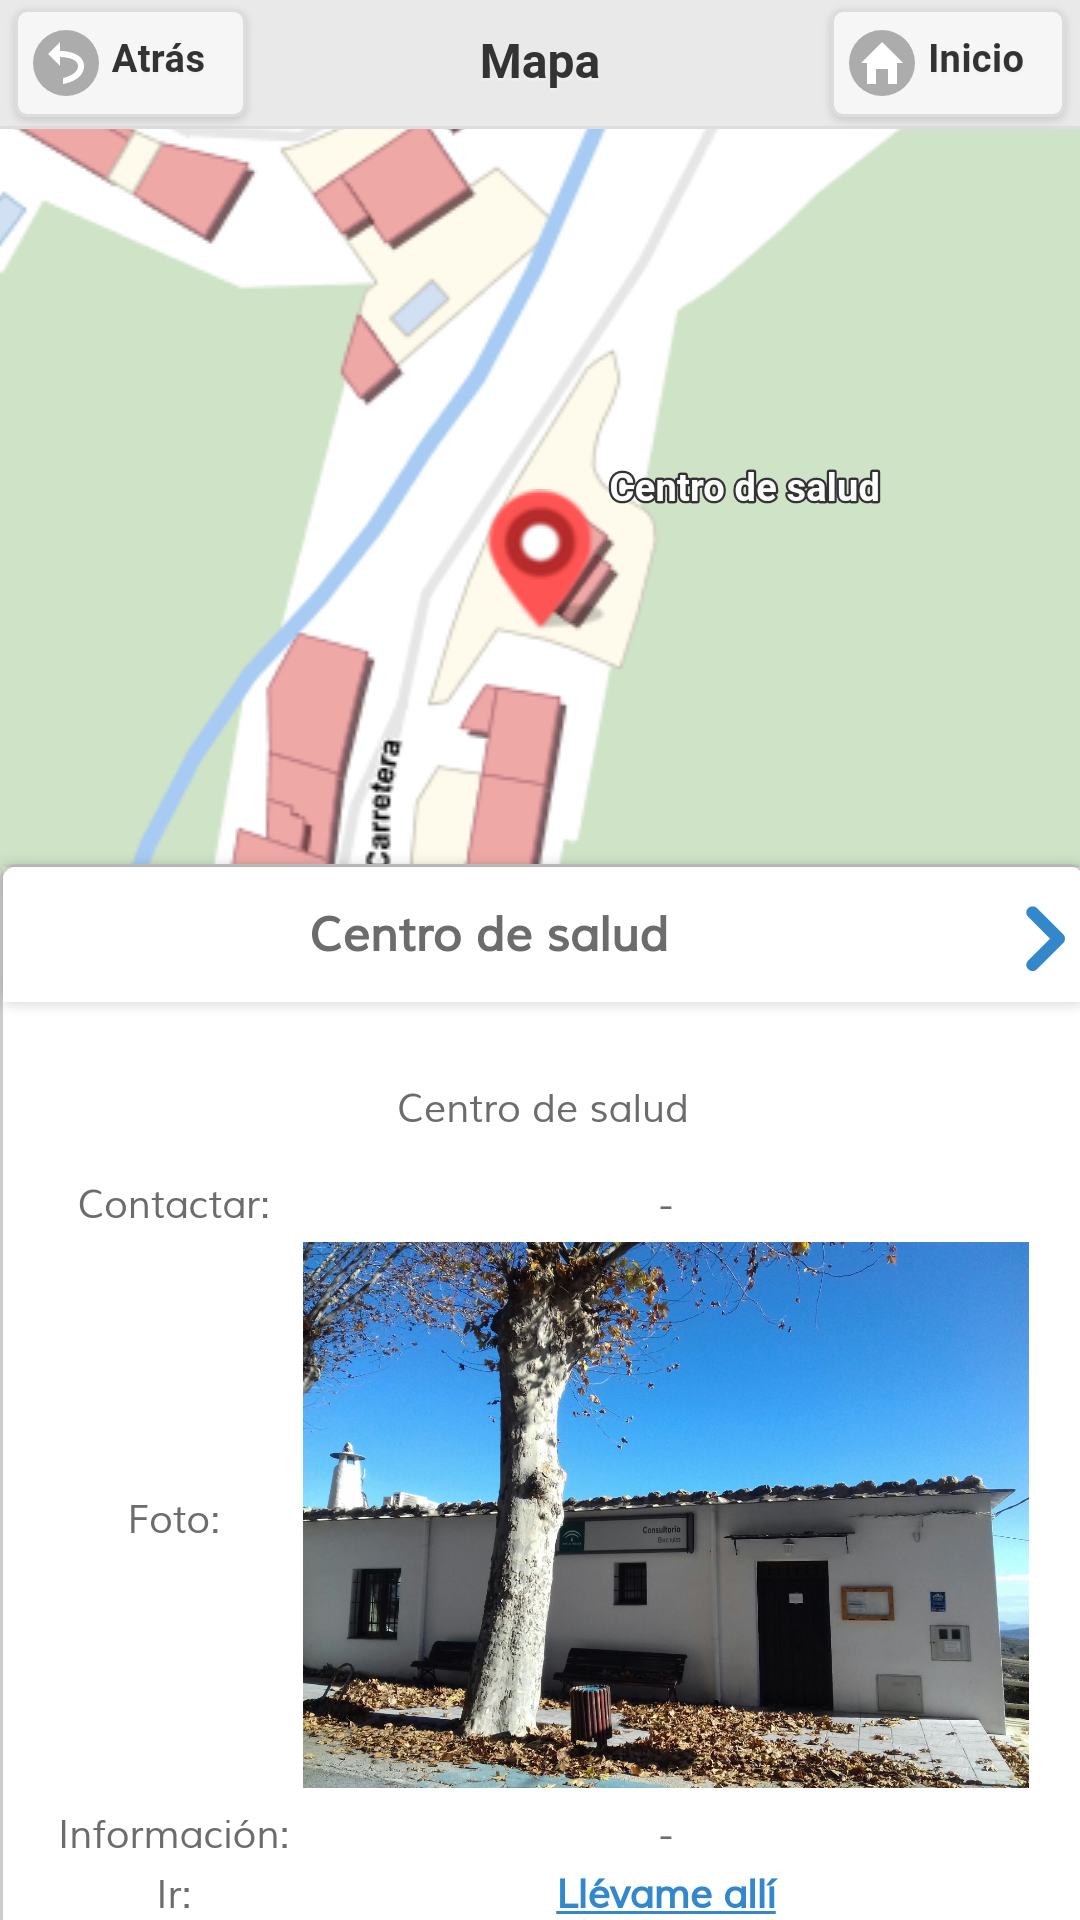 Atrás
Mapa
Inicio
Centro de salud
Carretera
Centro de salud
Centro de salud
Contactar:
-
Foto:
Consultorio
Información:
-
Ir:
Llévame allí